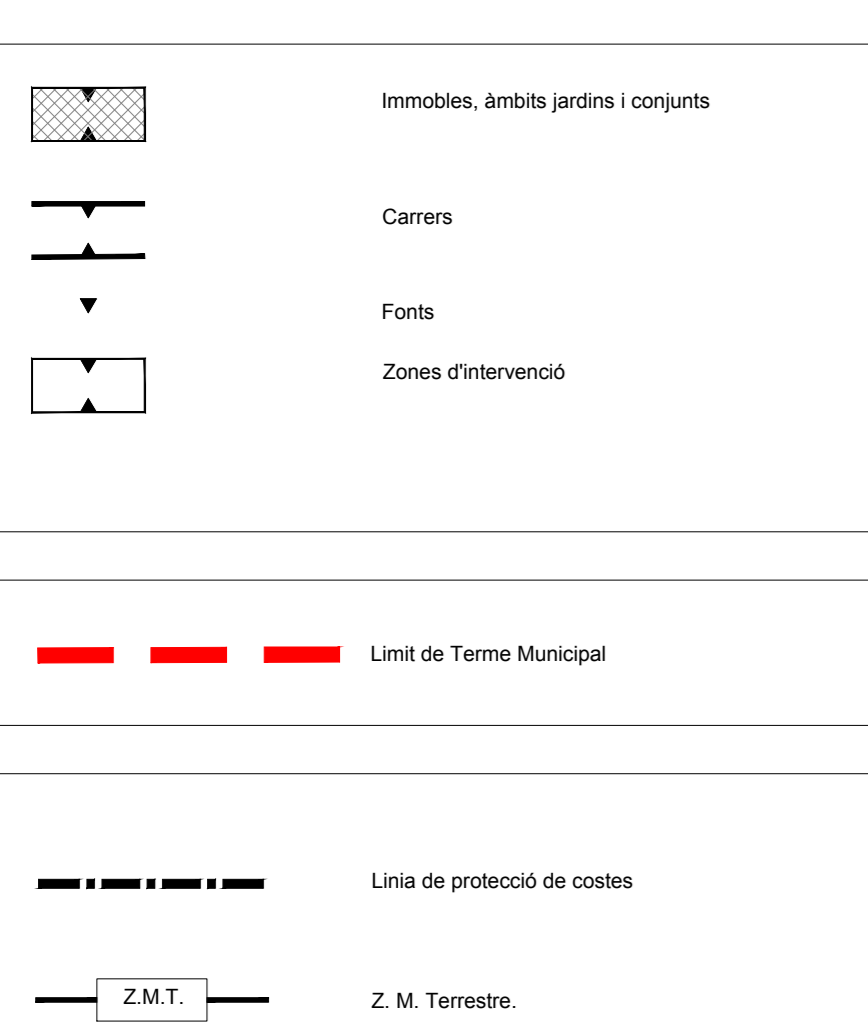 Immobles, àmbits jardins i conjunts
Carrers
Fonts
Zones d'intervenció
Limit de Terme Municipal
Linia de protecció de costes
Z.M.T.
Z. M. Terrestre.